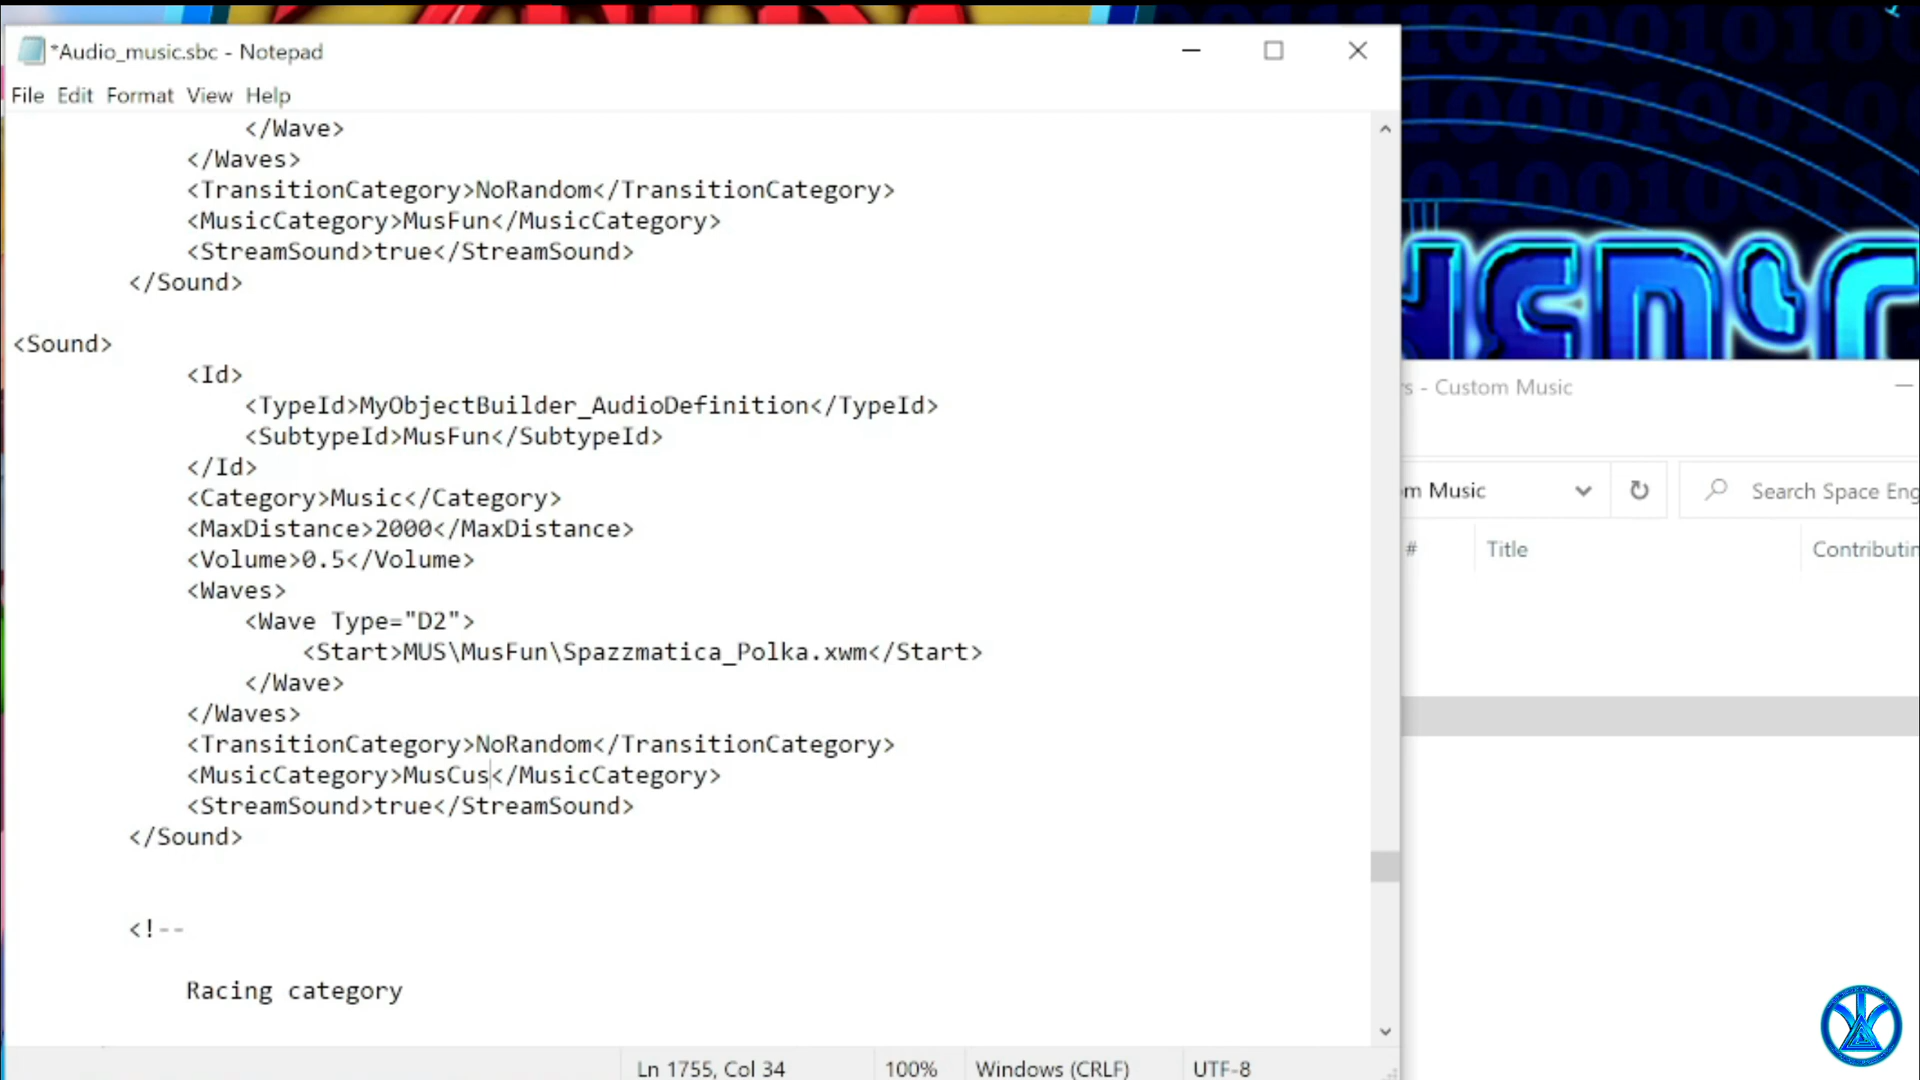 *Audio_music.sbc - Notepad
File Edit Format View Help
</Wave>
</Waves>
<TransitionCategory>NoRandom</TransitionCategory>
<MusicCategory>MusFun</MusicCategory>
<StreamSound>true</StreamSound>
</Sound>
<Sound>
<Id>
<TypeId>MyObjectBuilder_AudioDefinition</TypeId>
<SubtypeId>MusFun</SubtypeId>
</Id>
<Category>Music</Category>
<MaxDistance>2000</MaxDistance>
<Volume>0.5</Volume>
<Waves>
<Wave Type="D2">
<Start>MUS\MusFun\Spazzmatica_Polka.xwm</Start>
</Wave>
</Waves>
<TransitionCategory>NoRandom</TransitionCategory>
<MusicCategory>MusCus</MusicCategory>
<StreamSound>true</StreamSound>
</Sound>
<!--
Racing category
Ln 1755, Col 34 100% Windows (CRLF) UTF-8
- Custom Music
Music Search Space
# Title